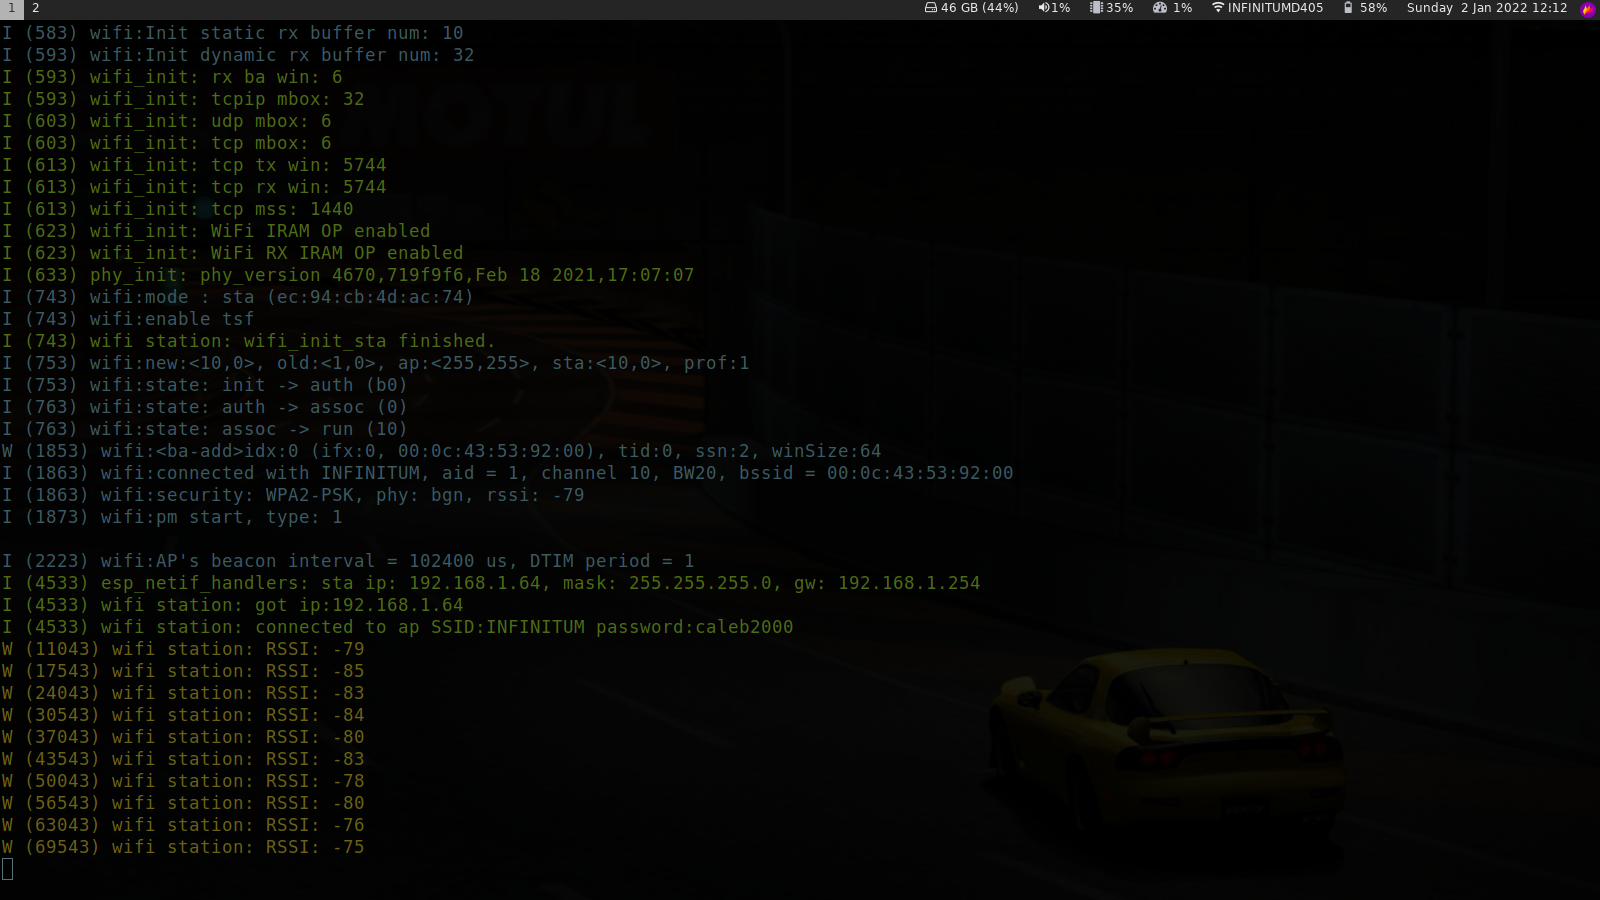 1 2 46 GB (44%) 1% 35% 1% INFINITUMD405 58% Sunday 2 Jan 2022 12:12
I (583) wifi:Init static rx buffer num: 10
I (593) wifi:Init dynamic rx buffer num: 32
I (593) wifi_init: rx ba win: 6
I (593) wifi_init: tcpip mbox: 32
I (603) wifi_init: udp mbox: 6
I (603) wifi_init: tcp mbox: 6
I (613) wifi_init: tcp tx win: 5744
I (613) wifi_init: tcp rx win: 5744
I (613) wifi_init: tcp mss: 1440
I (623) wifi_init: WiFi IRAM OP enabled
I (623) wifi_init: WiFi RX IRAM OP enabled
I (633) phy_init: phy_version 4670,719f9f6,Feb 18 2021,17:07:07
I (743) wifi:mode : sta (ec:94:cb:4d:ac:74)
I (743) wifi:enable tsf
I (743) wifi station: wifi_init_sta finished.
I (753) wifi:new:<10,0>, old:<1,0>, ap:<255,255>, sta:<10,0>, prof:1
I (753) wifi:state: init -> auth (b0)
I (763) wifi:state: auth -> assoc (0)
I (763) wifi:state: assoc -> run (10)
W (1853) wifi:<ba-add>idx:0 (ifx:0, 00:0c:43:53:92:00), tid:0, ssn:2, winSize:64
I (1863) wifi:connected with INFINITUM, aid = 1, channel 10, BW20, bssid = 00:0c:43:53:92:00
I (1863) wifi:security: WPA2-PSK, phy: bgn, rssi: -79
I (1873) wifi:pm start, type: 1
I (2223) wifi:AP's beacon interval = 102400 us, DTIM period = 1
I (4533) esp_netif_handlers: sta ip: 192.168.1.64, mask: 255.255.255.0, gw: 192.168.1.254
I (4533) wifi station: got ip:192.168.1.64
I (4533) wifi station: connected to ap SSID:INFINITUM password:caleb2000
W (11043) wifi station: RSSI: -79
W (17543) wifi station: RSSI: -85
W (24043) wifi station: RSSI: -83
W (30543) wifi station: RSSI: -84
W (37043) wifi station: RSSI: -80
W (43543) wifi station: RSSI: -83
W (50043) wifi station: RSSI: -78
W (56543) wifi station: RSSI: -80
W (63043) wifi station: RSSI: -76
W (69543) wifi station: RSSI: -75
MOTUL